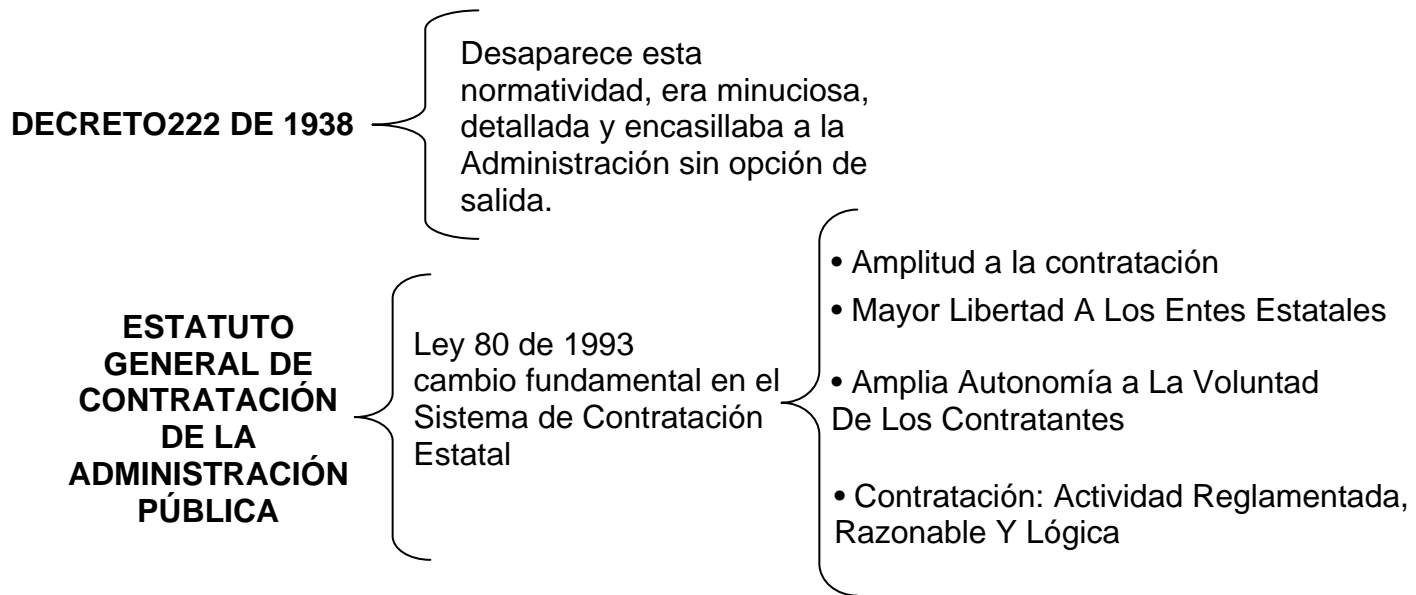 DECRETO222 DE 1938
Desaparece esta
normatividad, era minuciosa,
detallada y encasillaba a la
Administración sin opción de
salida.
ESTATUTO
GENERAL DE
CONTRATACIÓN
DE LA
ADMINISTRACIÓN
PÚBLICA
Ley 80 de 1993
cambio fundamental en el
Sistema de Contratación
Estatal
• Amplitud a la contratación
• Mayor Libertad A Los Entes Estatales
• Amplia Autonomía a La Voluntad
De Los Contratantes
• Contratación: Actividad Reglamentada,
Razonable Y Lógica